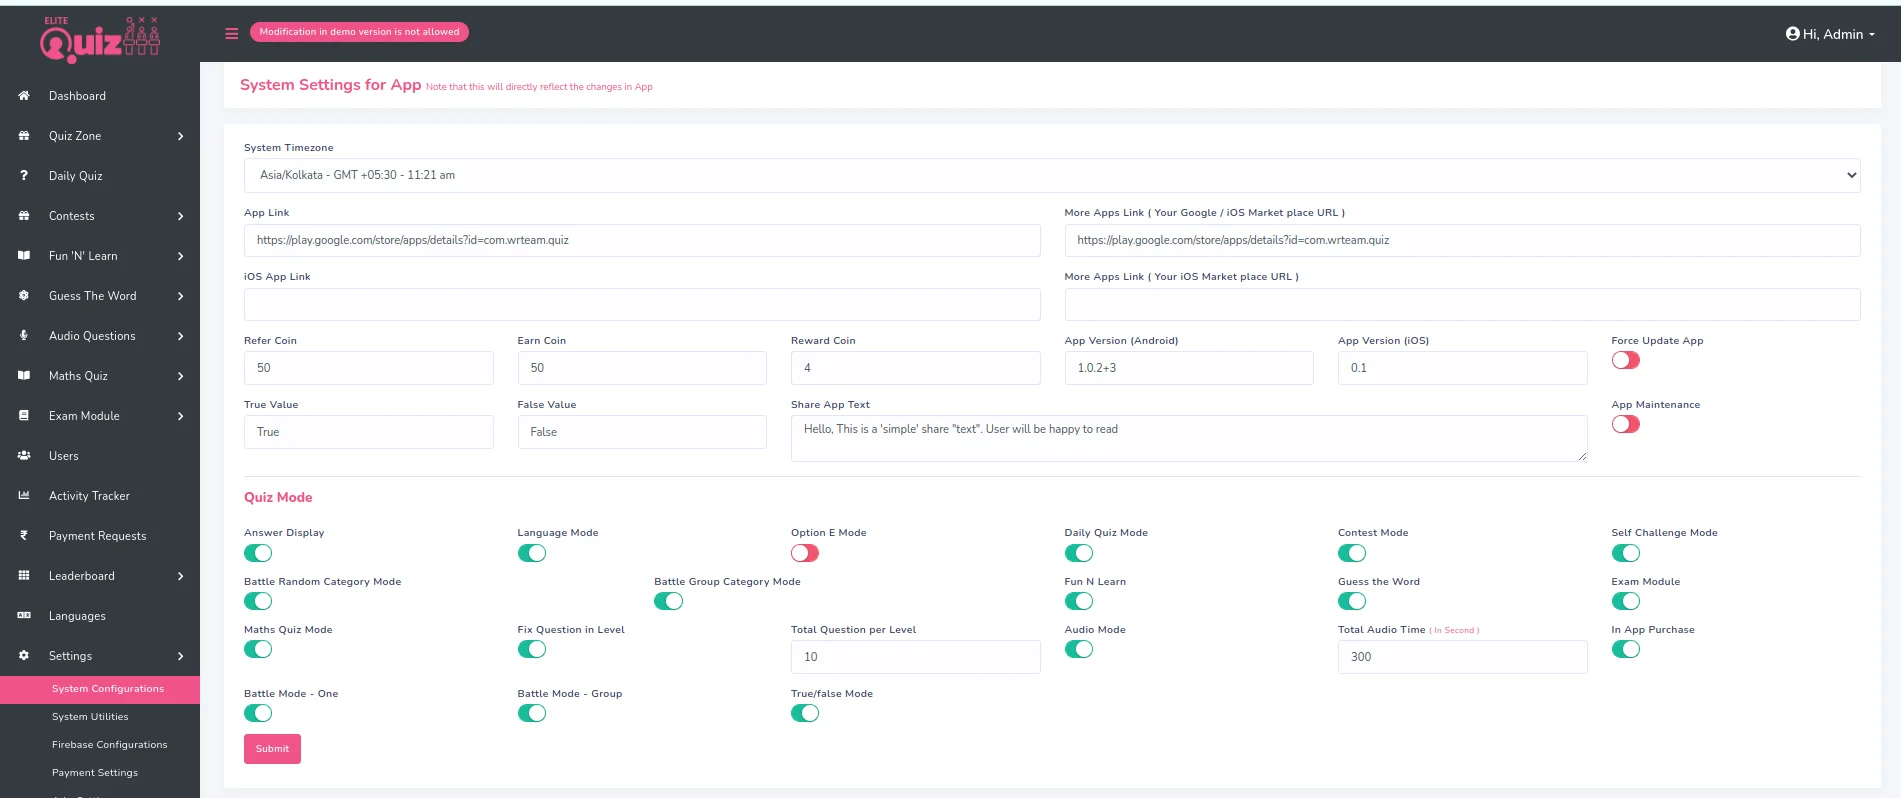 ELITE
Quiz
Modification in demo version is not allowed
Hi, Admin
Dashboard
Quiz Zone
Daily Quiz
Contests
Fun 'N' Learn
Guess The Word
Audio Questions
Maths Quiz
Exam Module
Users
Activity Tracker
Payment Requests
Leaderboard
Languages
Settings
System Configurations
System Utilities
Firebase Configurations
Payment Settings
System Settings for App Note that this will directly reflect the changes in App
System Timezone
Asia/Kolkata - GMT +05:30 - 11:21 am
App Link
More Apps Link ( Your Google / iOS Market place URL )
https://play.google.com/store/apps/details?id=com.wrteam.quiz
https://play.google.com/store/apps/details?id=com.wrteam.quiz
iOS App Link
More Apps Link ( Your iOS Market place URL )
Refer Coin
Earn Coin
Reward Coin
App Version (Android)
App Version (iOS)
Force Update App
50
50
4
1.0.2+3
0.1
True Value
False Value
Share App Text
App Maintenance
True
False
Hello, This is a 'simple' share "text". User will be happy to read
Quiz Mode
Answer Display
Language Mode
Option E Mode
Daily Quiz Mode
Contest Mode
Self Challenge Mode
Battle Random Category Mode
Battle Group Category Mode
Fun N Learn
Guess the Word
Exam Module
Maths Quiz Mode
Fix Question in Level
Total Question per Level
Audio Mode
Total Audio Time ( In Second )
In App Purchase
10
300
Battle Mode - One
Battle Mode - Group
True/false Mode
Submit